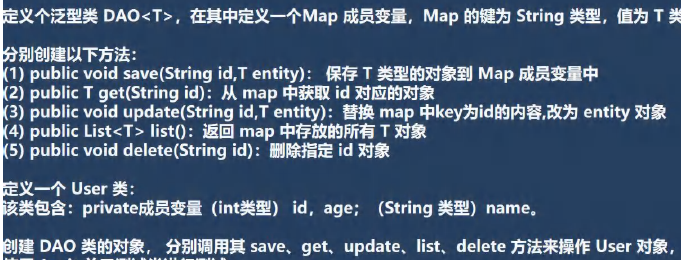 定义个泛型类 DAO<T>，在其中定义一个Map 成员变量，Map 的键为 String 类型，值为 T 类
分别创建以下方法：
(1) public void save(String id,T entity)： 保存 T 类型的对象到 Map 成员变量中
(2) public T get(String id)：从 map 中获取 id 对应的对象
(3) public void update(String id,T entity)：替换 map 中key为id的内容,改为 entity 对象
(4) public List<T> list()：返回 map 中存放的所有 T 对象
(5) public void delete(String id)：删除指定 id 对象
定义一个 User 类：
该类包含：private成员变量（int类型） id，age；（String 类型）name。
创建 DAO 类的对象， 分别调用其 save、get、update、list、delete 方法来操作 User 对象，